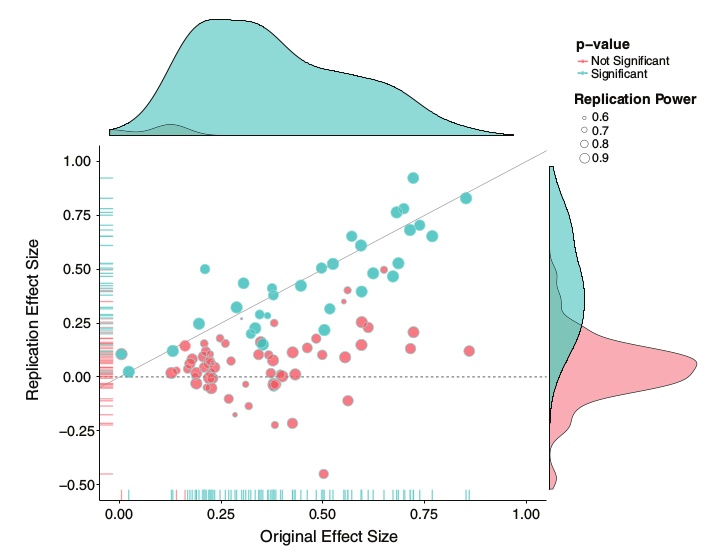 p-value
Not Significant
Significant
Replication Power
0.6
0.7
0.8
0.9
Replication Effect Size
1.00
0.75
0.50
0.25
0.00
−0.25
−0.50
0.00 0.25 0.50 0.75 1.00
Original Effect Size